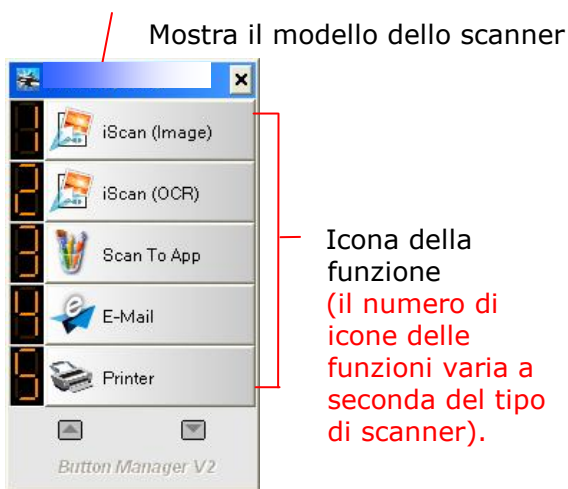 Mostra il modello dello scanner
1 iScan (Image)
2 iScan (OCR)
3 Scan To App
4 E-Mail
5 Printer
Button Manager V2
Icona della
funzione
(il numero di
icone delle
funzioni varia a
seconda del tipo
di scanner).